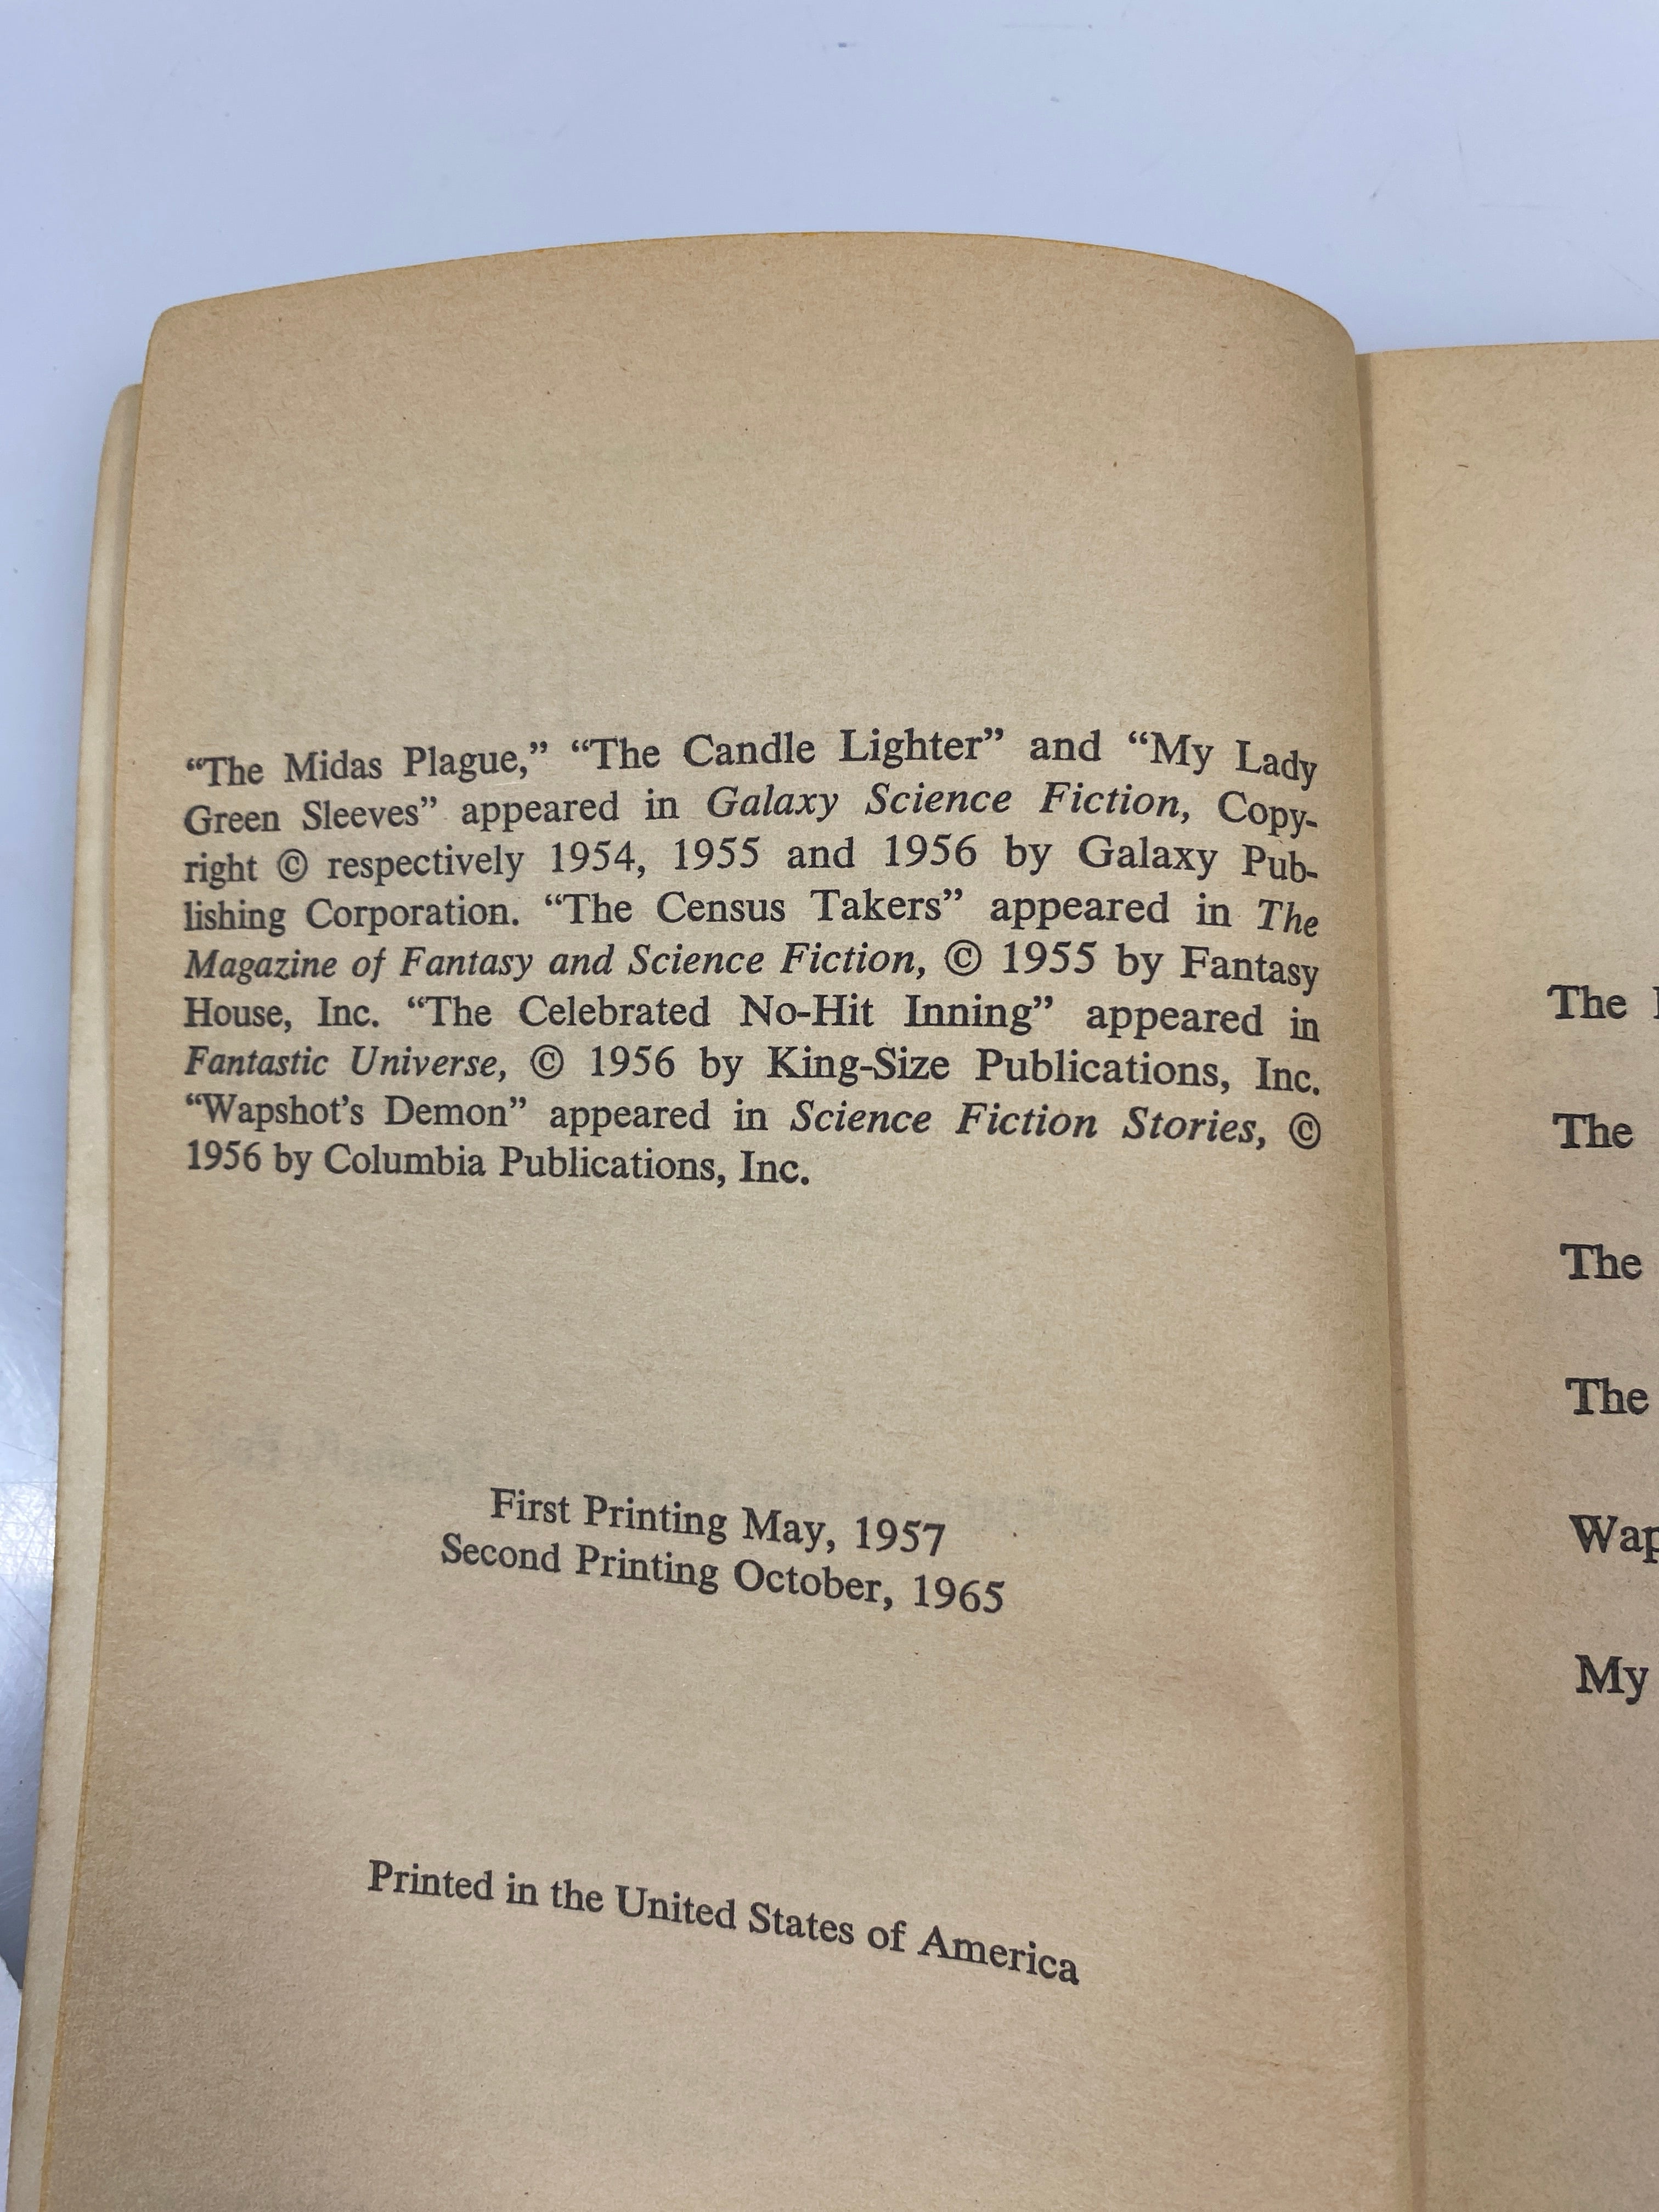 “The Midas Plague,” “The Candle Lighter” and “My Lady
Green Sleeves” appeared in Galaxy Science Fiction, Copy-
right © respectively 1954, 1955 and 1956 by Galaxy Pub-
lishing Corporation. “The Census Takers” appeared in The
Magazine of Fantasy and Science Fiction, © 1955 by Fantasy
House, Inc. “The Celebrated No-Hit Inning” appeared in
Fantastic Universe, © 1956 by King-Size Publications, Inc.
“Wapshot’s Demon” appeared in Science Fiction Stories, ©
1956 by Columbia Publications, Inc.
First Printing May, 1957
Second Printing October, 1965
Printed in the United States of America
The
The
The
The
Wap
My